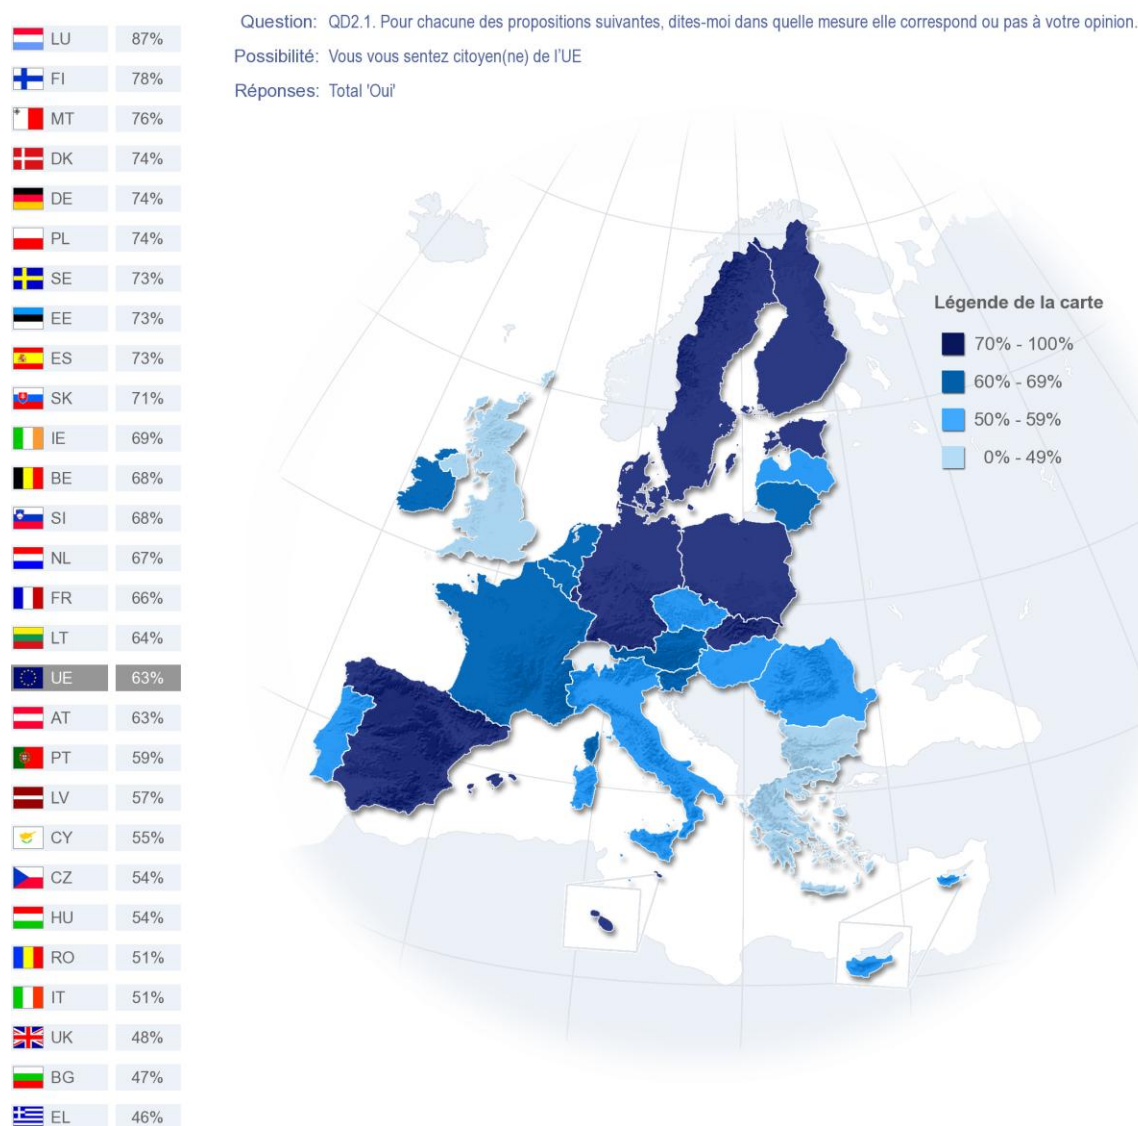 Question: QD2.1. Pour chacune des propositions suivantes, dites-moi dans quelle mesure elle correspond ou pas à votre opinion.
Possibilité: Vous vous sentez citoyen(ne) de l'UE
Réponses: Total 'Oui'
LU 87%
FI 78%
MT 76%
DK 74%
DE 74%
PL 74%
SE 73%
EE 73%
ES 73%
SK 71%
IE 69%
BE 68%
SI 68%
NL 67%
FR 66%
LT 64%
UE 63%
AT 63%
PT 59%
LV 57%
CY 55%
CZ 54%
HU 54%
RO 51%
IT 51%
UK 48%
BG 47%
EL 46%
Légende de la carte
70% - 100%
60% - 69%
50% - 59%
0% - 49%